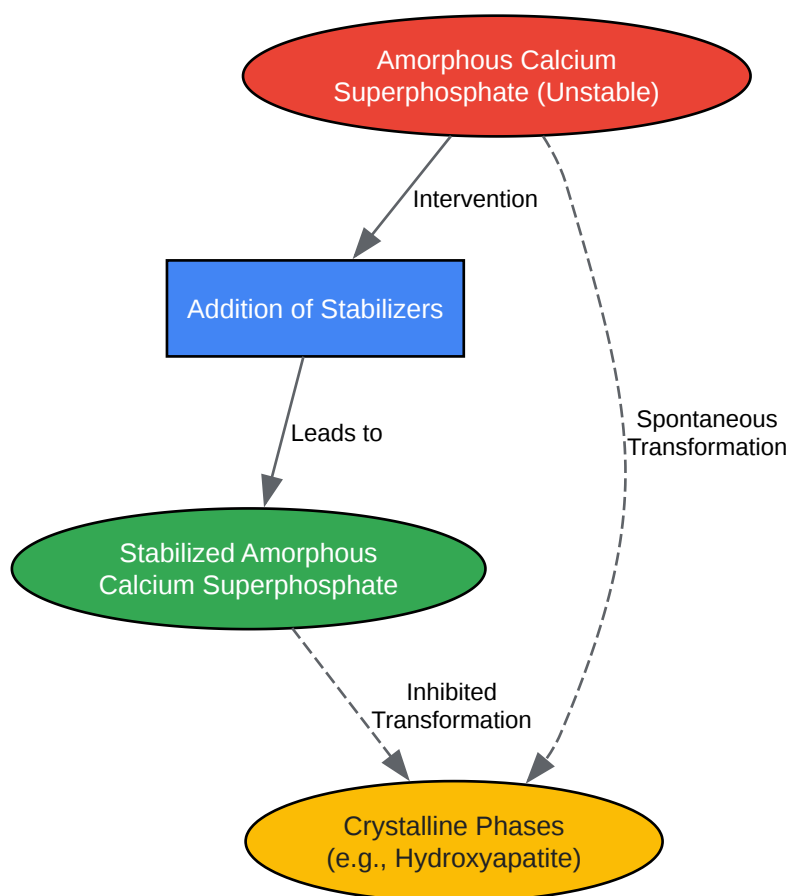 Amorphous Calcium
Superphosphate (Unstable)
Intervention
Addition of Stabilizers
Spontaneous
Transformation
Leads to
Stabilized Amorphous
Calcium Superphosphate
Inhibited
Transformation
Crystalline Phases
(e.g., Hydroxyapatite)